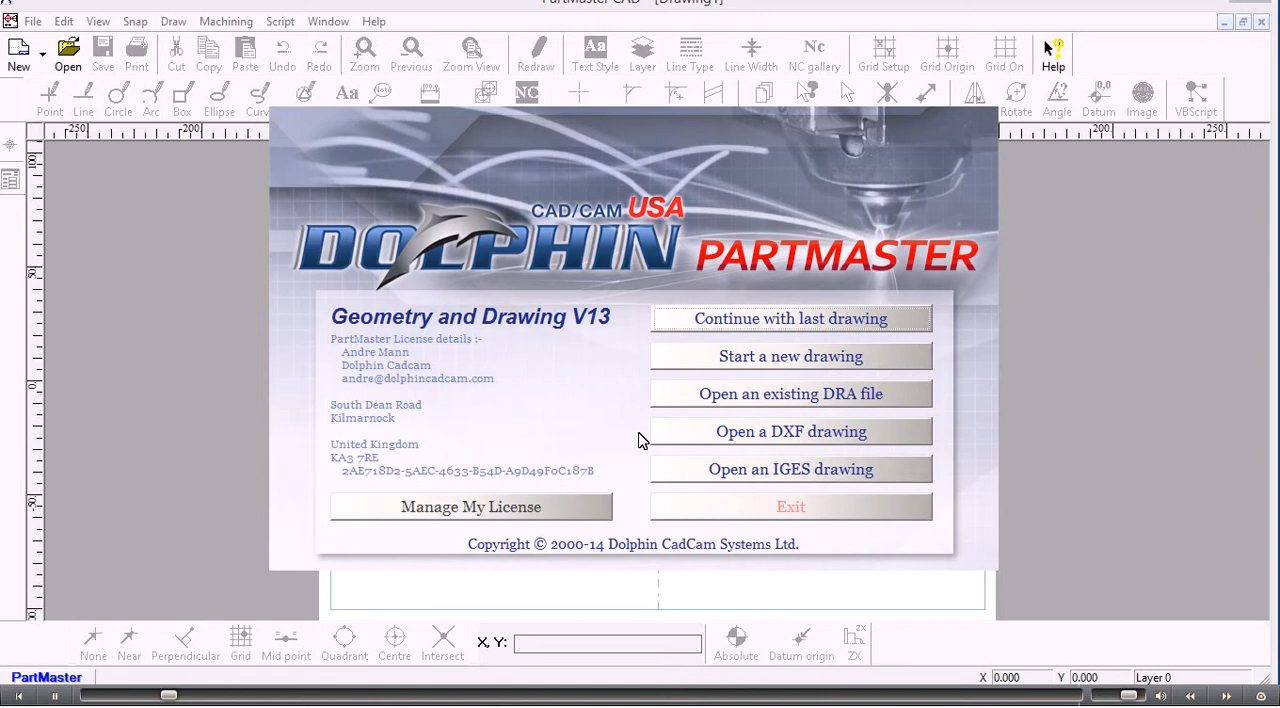 PartMaster CAD - [Drawing1]
File Edit View Snap Draw Machining Script Window Help
New Open Save Print Cut Copy Paste Undo Redo Zoom Previous Zoom View Redraw Text Style Layer Line Type Line Width NC gallery Grid Setup Grid Origin Grid On Help
Point Line Circle Arc Box Ellipse Curv Rotate Angle Datum Image VBScript
CAD/CAM USA
DOLPHIN PARTMASTER
Geometry and Drawing V13
PartMaster License details :-
Andre Mann
Dolphin Cadcam
andre@dolphincadcam.com
South Dean Road
Kilmarnock
United Kingdom
KA3 7RE
2AE718D2-5AEC-4633-B54D-A9D49F0C187B
Manage My License
Continue with last drawing
Start a new drawing
Open an existing DRA file
Open a DXF drawing
Open an IGES drawing
Exit
Copyright © 2000-14 Dolphin CadCam Systems Ltd.
None Near Perpendicular Grid Mid point Quadrant Centre Intersect X, Y: Absolute Datum origin ZX
PartMaster X 0.000 Y 0.000 Layer 0